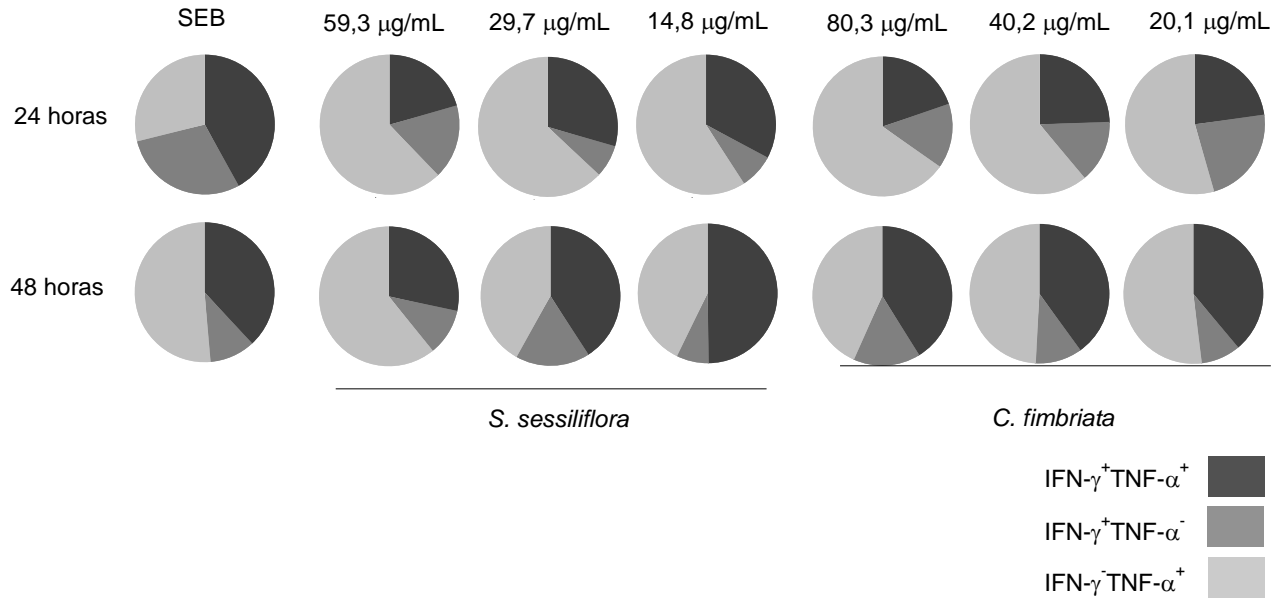 SEB 59,3 μg/mL 29,7 μg/mL 14,8 μg/mL 80,3 μg/mL 40,2 μg/mL 20,1 μg/mL
24 horas
48 horas
S. sessiliflora C. fimbriata
IFN-γ⁺TNF-α⁺
IFN-γ⁺TNF-α⁻
IFN-γ⁻TNF-α⁺